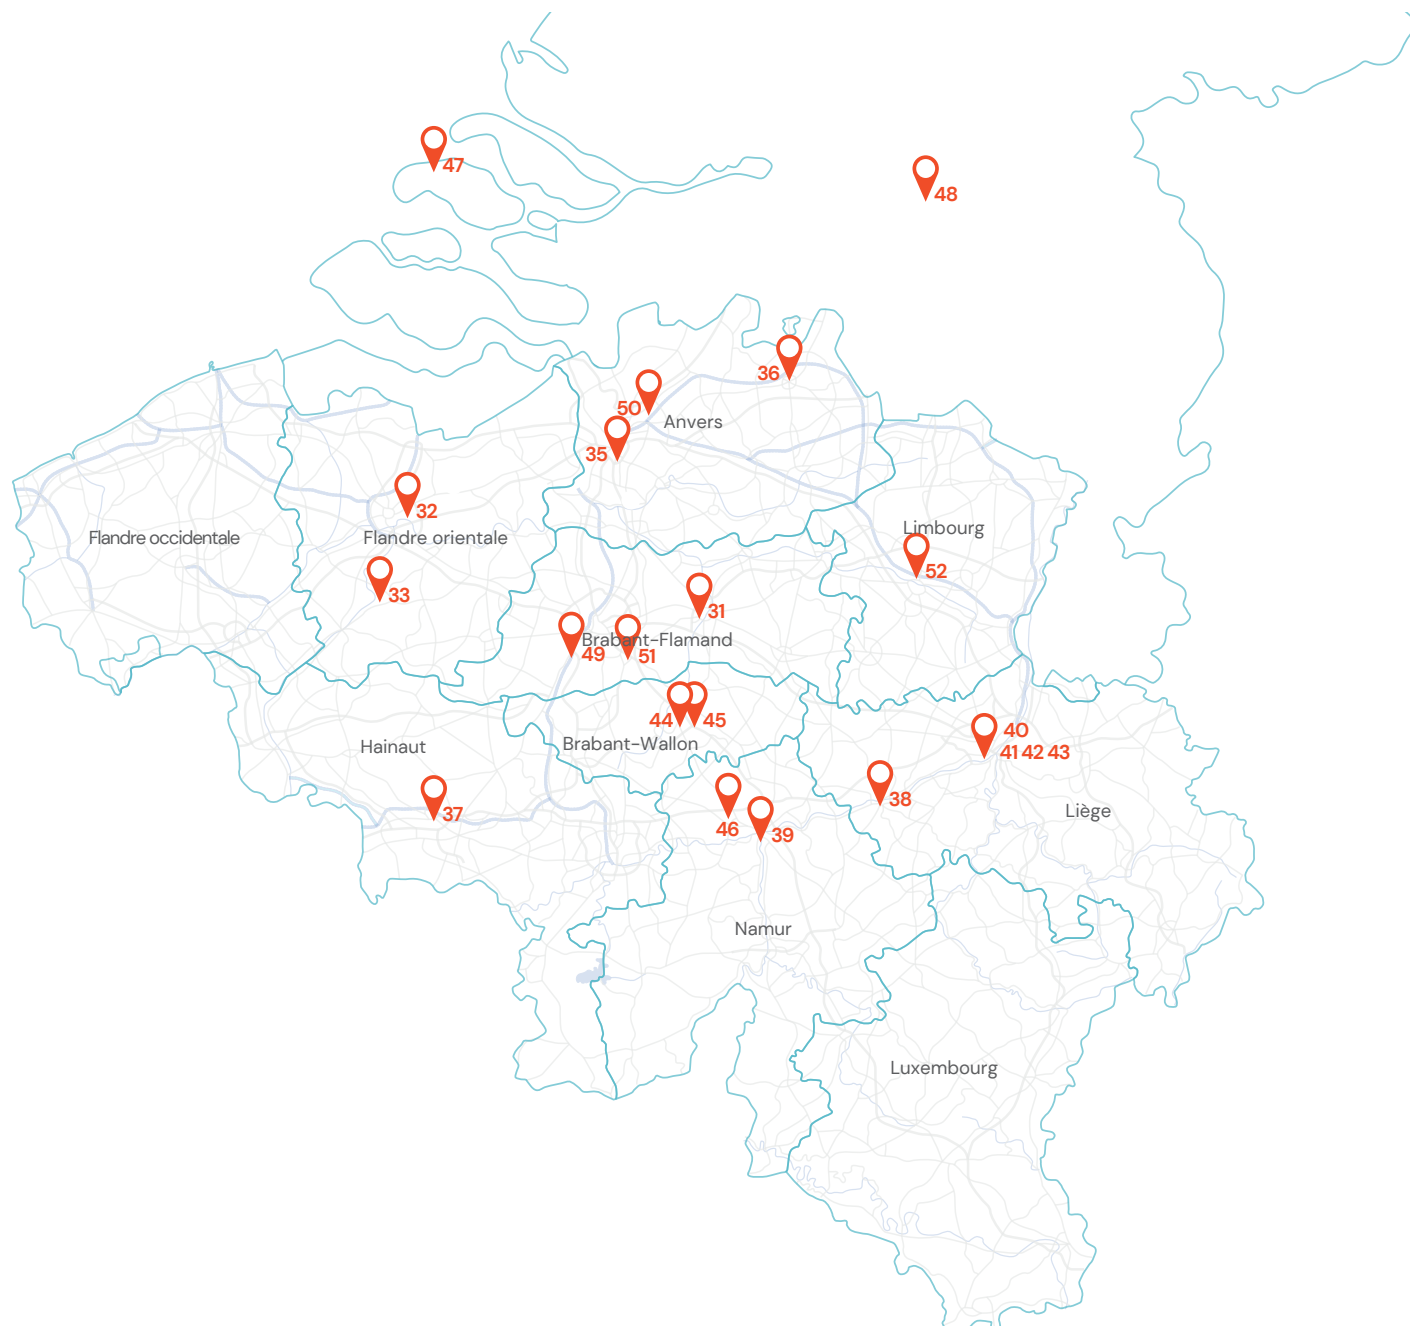 47
48
36
50
Anvers
35
32
Limbourg
Flandre occidentale
Flandre orientale
52
33
31
Brabant-Flamand
49
51
44
45
40
41 42 43
Brabant-Wallon
Hainaut
38
37
Liège
46
39
Namur
Luxembourg